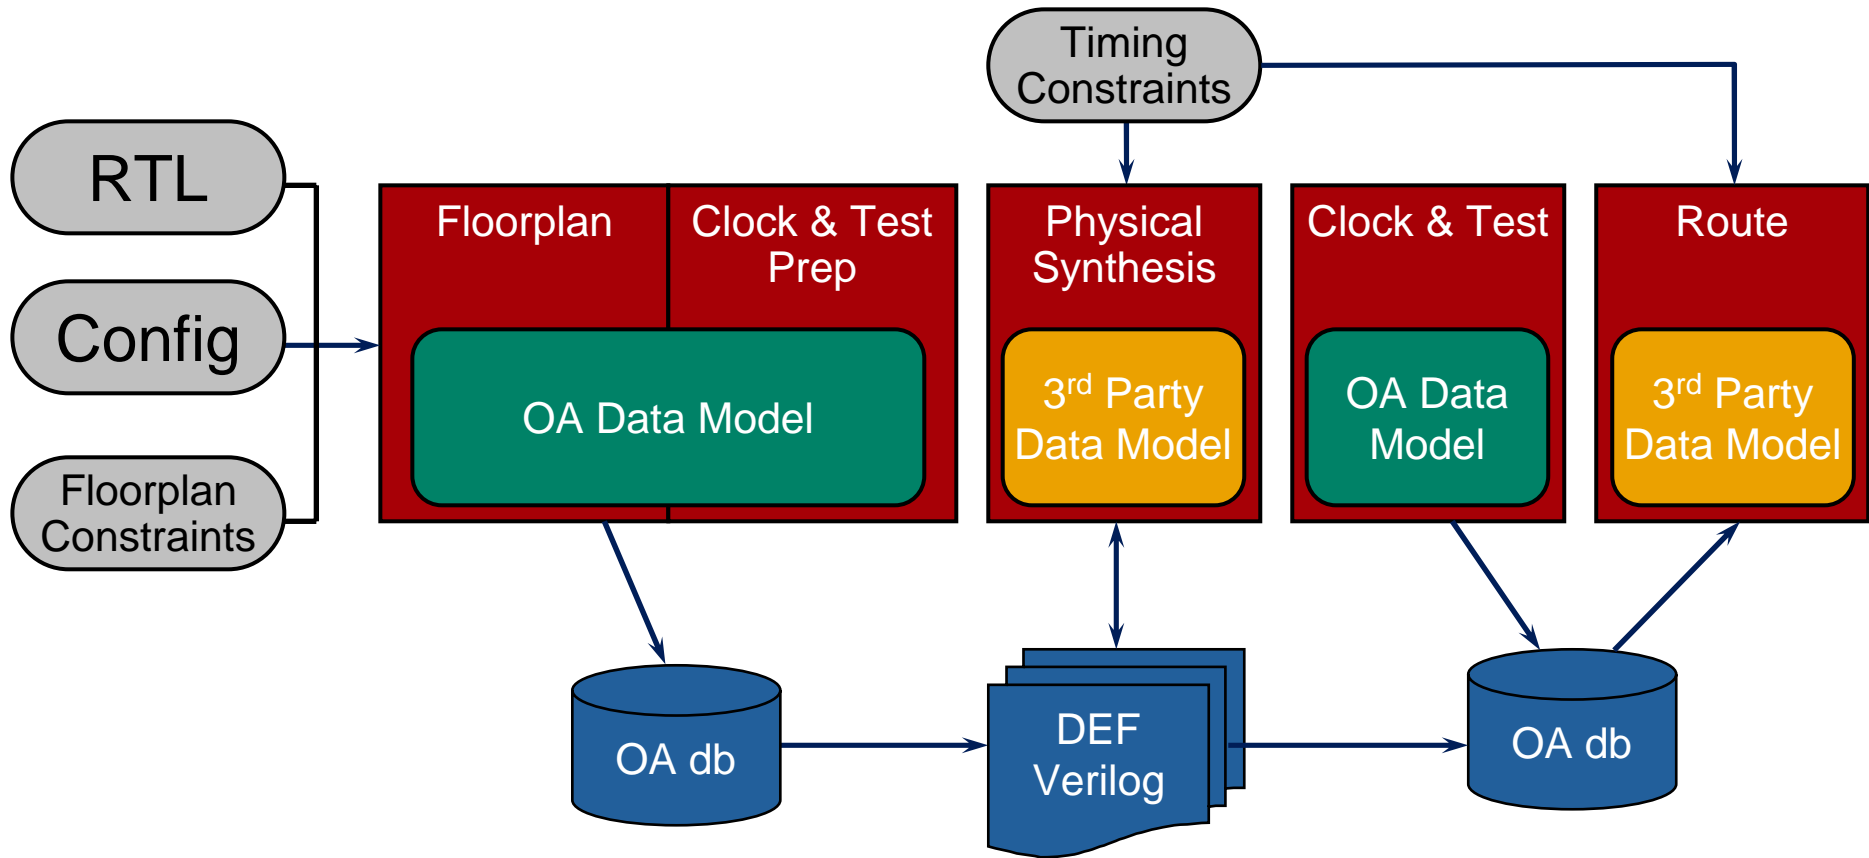 Timing
Constraints
RTL
Config
Floorplan
Constraints
Floorplan
Clock & Test
Prep
OA Data Model
Physical
Synthesis
3rd Party
Data Model
Clock & Test
OA Data
Model
Route
3rd Party
Data Model
OA db
DEF
Verilog
OA db